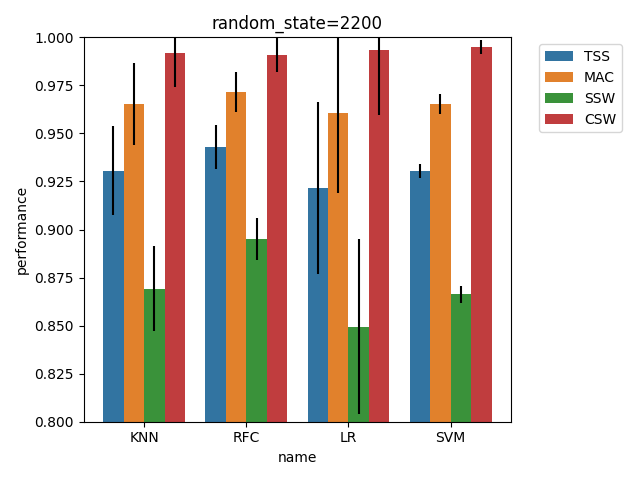 random_state=2200
performance
1.000
0.975
0.950
0.925
0.900
0.875
0.850
0.825
0.800
KNN RFC LR SVM
name
TSS
MAC
SSW
CSW